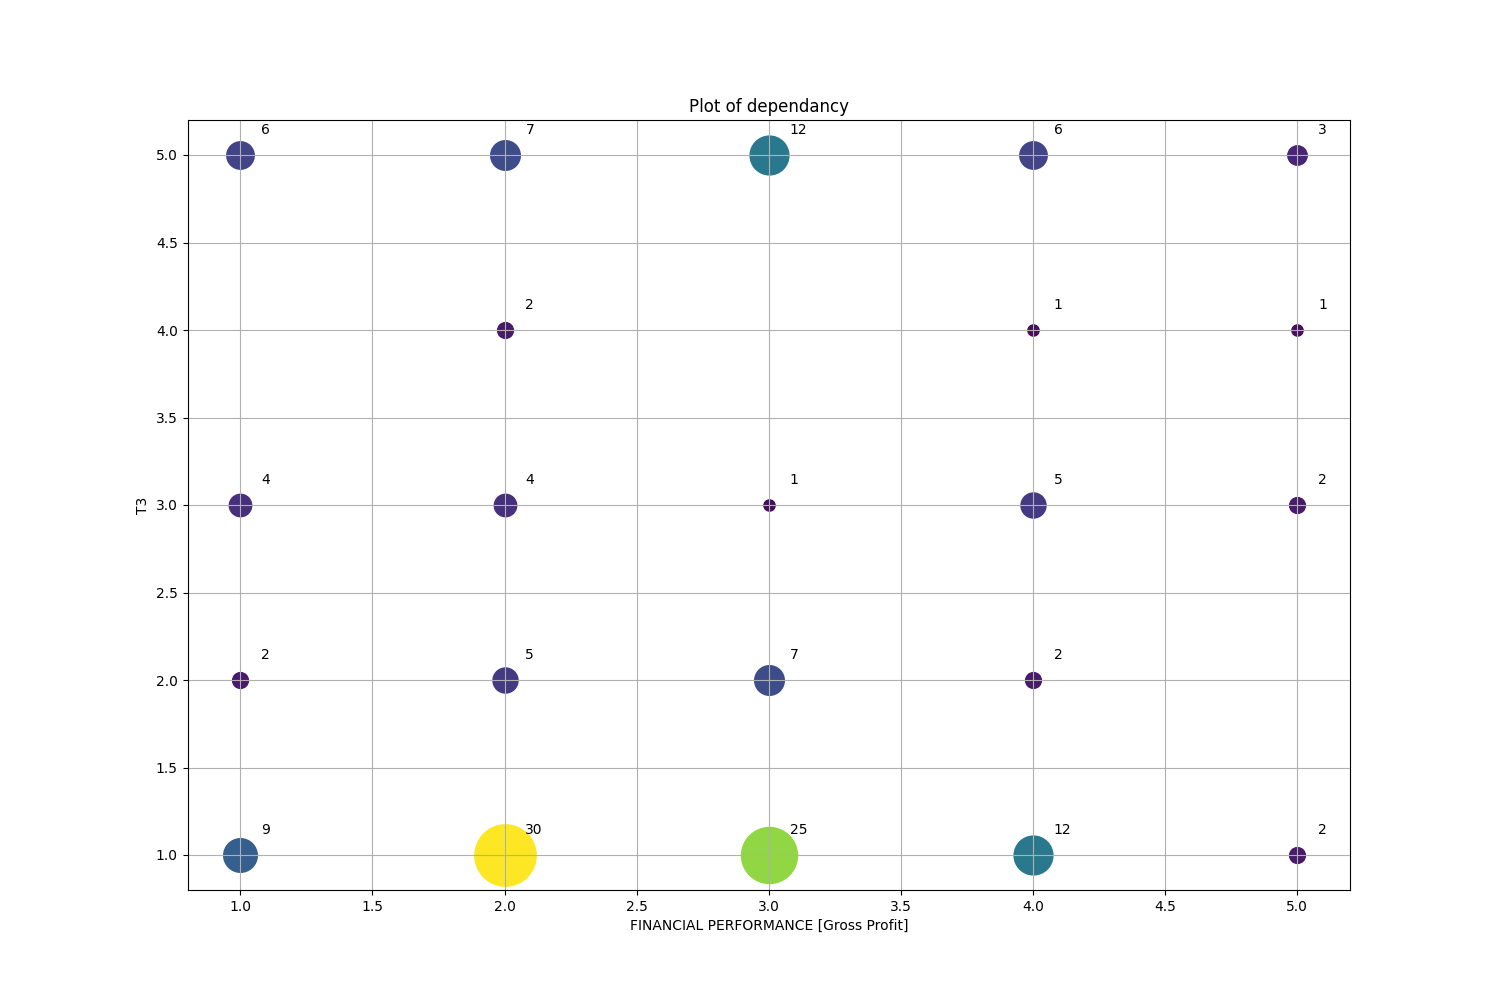 Plot of dependancy
6 7 12 6 3
5.0
4.5
2 1 1
4.0
3.5
4 4 1 5 2
3.0
T3
2.5
2 5 7 2
2.0
1.5
9 30 25 12 2
1.0
1.0 1.5 2.0 2.5 3.0 3.5 4.0 4.5 5.0
FINANCIAL PERFORMANCE [Gross Profit]